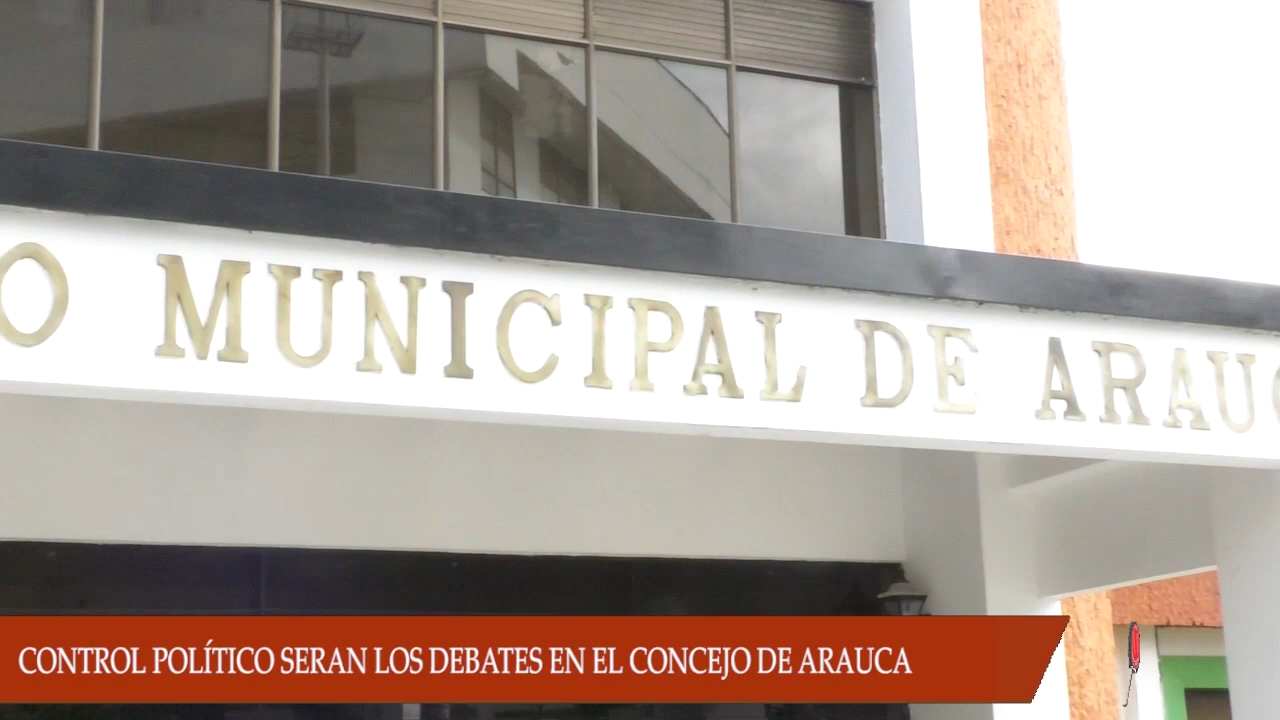 O MUNICIPAL DE ARAUC
CONTROL POLÍTICO SERAN LOS DEBATES EN EL CONCEJO DE ARAUCA